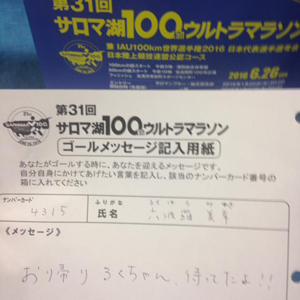 第31回
サロマ湖100kmウルトラマラソン
兼 IAU100km世界選手権2016 日本代表選手選考会
日本陸上競技連盟公認コース
2016 6.26
第31回
サロマ湖100kmウルトラマラソン
ゴールメッセージ記入用紙
あなたがゴールする時に、あなたを迎えるメッセージです。
自分自身にかけてあげたい言葉を記入し、該当のナンバーカード番号の
箱に入れてください
ナンバーカード
4315
ふりがな
氏名
《メッセージ》
おり帰り ろくちゃん、待ってたよ!!